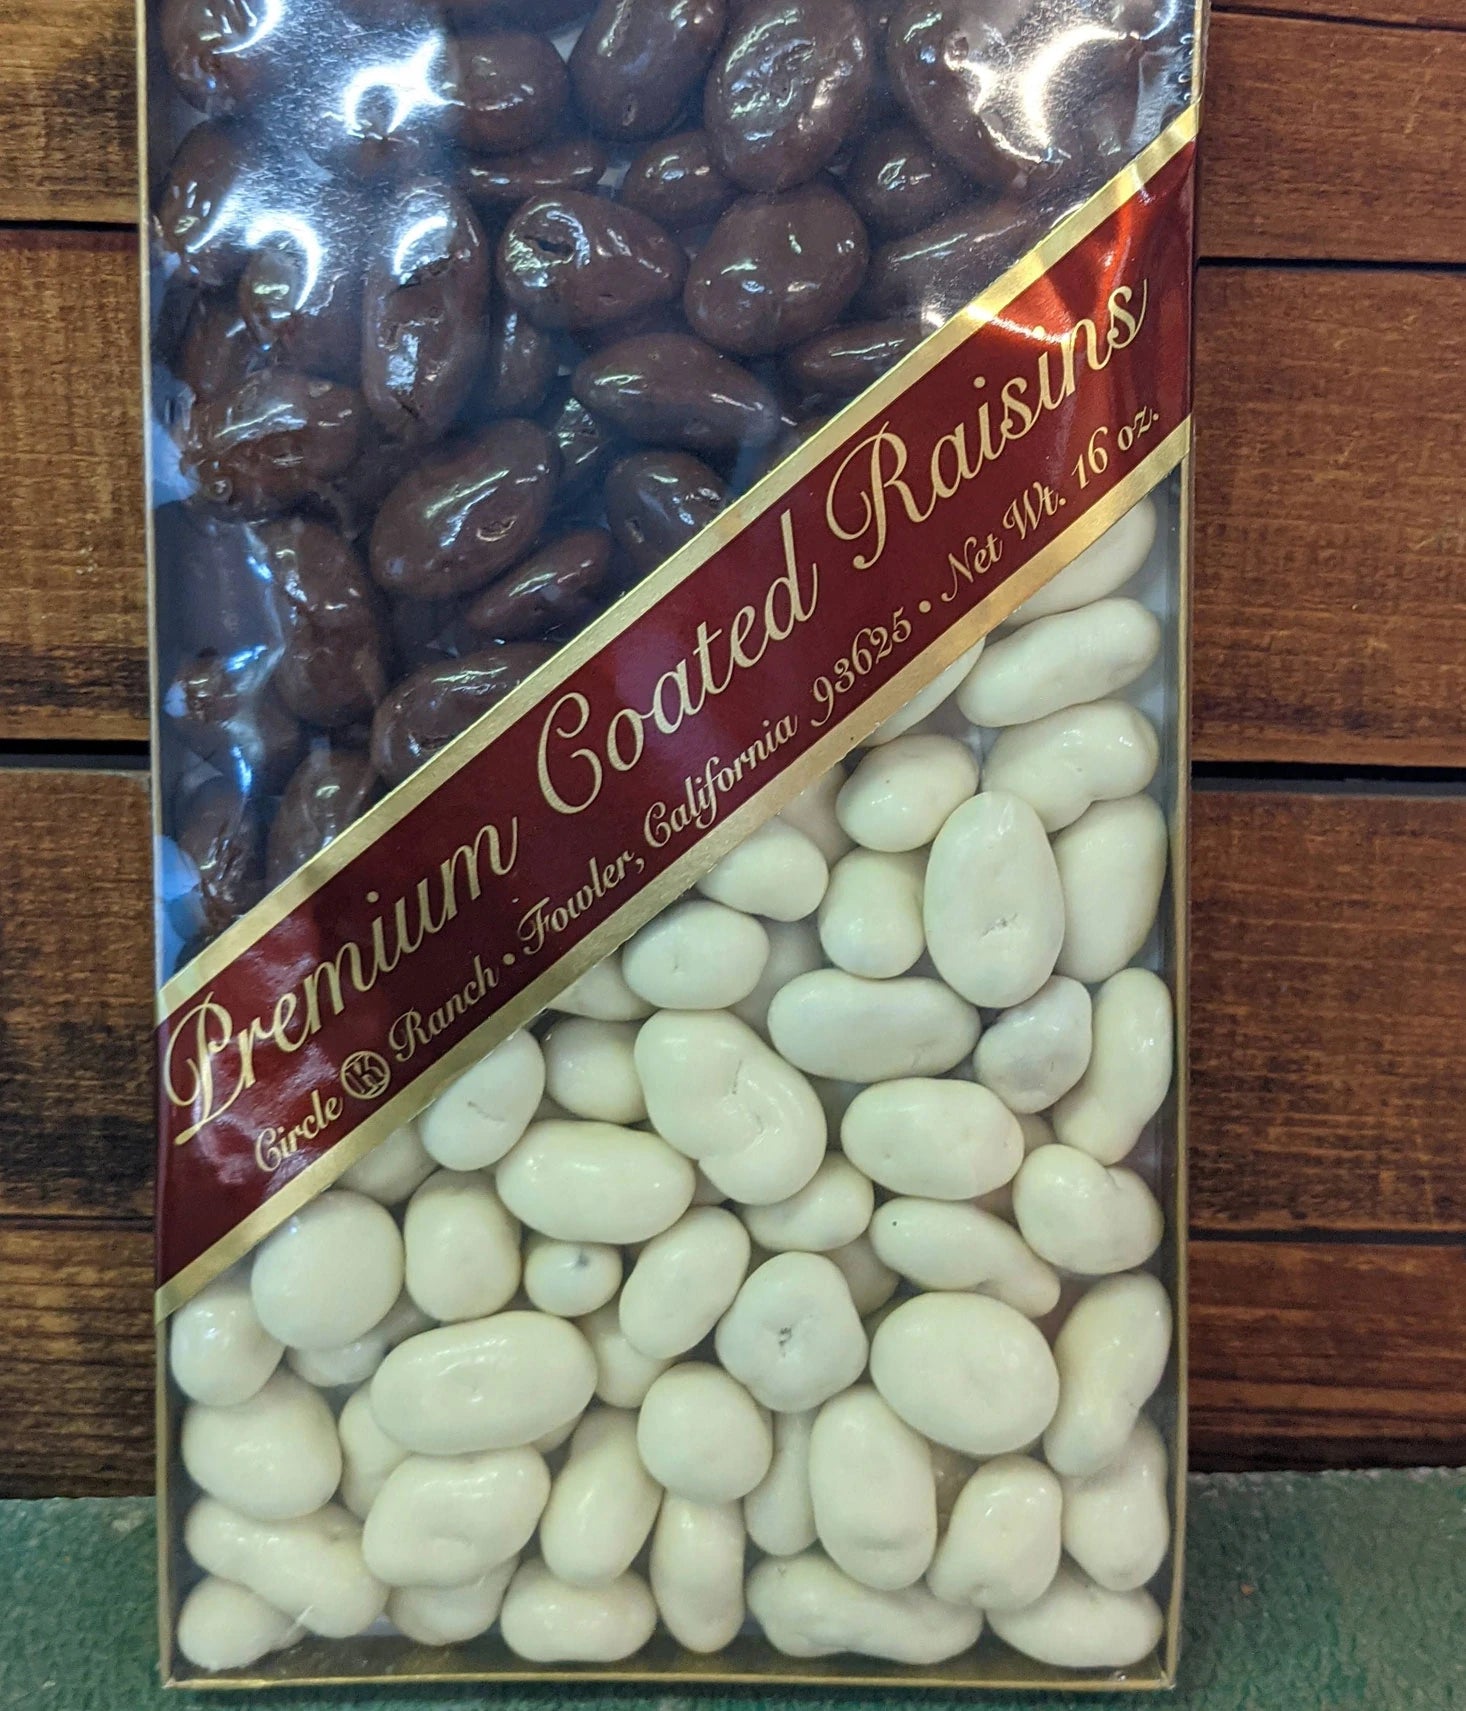 Premium Coated Raisins
Circle K Ranch • Fowler, California 93625 • Net Wt. 16 oz.